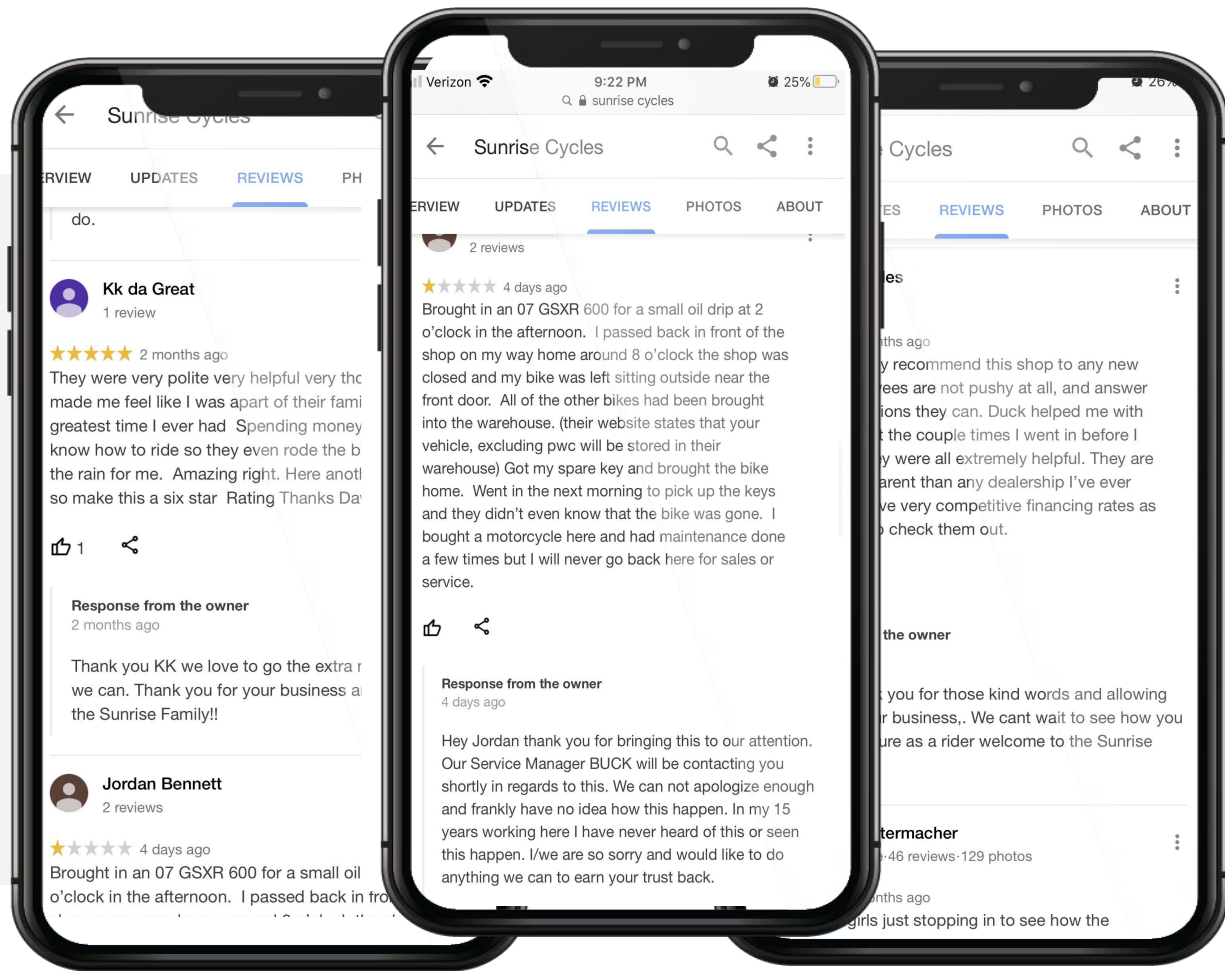 Sunrise Cycles
ERVIEW UPDATES REVIEWS PH
do.
Kk da Great
1 review
2 months ago
They were very polite very helpful very tho
made me feel like I was apart of their fami
greatest time I ever had Spending money
know how to ride so they even rode the b
the rain for me. Amazing right. Here anoth
so make this a six star Rating Thanks Da
1
Response from the owner
2 months ago
Thank you KK we love to go the extra
we can. Thank you for your business a
the Sunrise Family!!
Jordan Bennett
2 reviews
4 days ago
Brought in an 07 GSXR 600 for a small oil
o'clock in the afternoon. I passed back in fro
Verizon 9:22 PM 25%
sunrise cycles
Sunrise Cycles
ERVIEW UPDATES REVIEWS PHOTOS ABOUT
2 reviews
4 days ago
Brought in an 07 GSXR 600 for a small oil drip at 2
o'clock in the afternoon. I passed back in front of the
shop on my way home around 8 o'clock the shop was
closed and my bike was left sitting outside near the
front door. All of the other bikes had been brought
into the warehouse. (their website states that your
vehicle, excluding pwc will be stored in their
warehouse) Got my spare key and brought the bike
home. Went in the next morning to pick up the keys
and they didn't even know that the bike was gone. I
bought a motorcycle here and had maintenance done
a few times but I will never go back here for sales or
service.
Response from the owner
4 days ago
Hey Jordan thank you for bringing this to our attention.
Our Service Manager BUCK will be contacting you
shortly in regards to this. We can not apologize enough
and frankly have no idea how this happen. In my 15
years working here I have never heard of this or seen
this happen. I/we are so sorry and would like to do
anything we can to earn your trust back.
26%
Cycles
ES REVIEWS PHOTOS ABOUT
les
ths ago
y recommend this shop to any new
ees are not pushy at all, and answer
ions they can. Duck helped me with
t the couple times I went in before I
ey were all extremely helpful. They are
arent than any dealership I've ever
ve very competitive financing rates as
check them out.
the owner
you for those kind words and allowing
r business,. We cant wait to see how you
ure as a rider welcome to the Sunrise
termacher
46 reviews·129 photos
nths ago
girls just stopping in to see how the